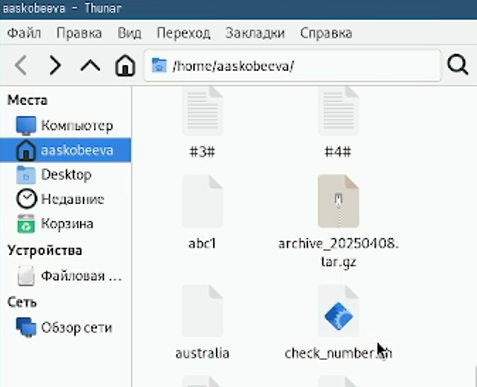 aaskobeeva - Thunar
Файл Правка Вид Переход Закладки Справка
/home/aaskobeeva/
Места
Компьютер
aaskobeeva
Desktop
Недавние
Корзина
Устройства
Файловая ...
Сеть
Обзор сети
#3# #4#
abc1 archive_20250408.
tar.gz
australia check_number.sh